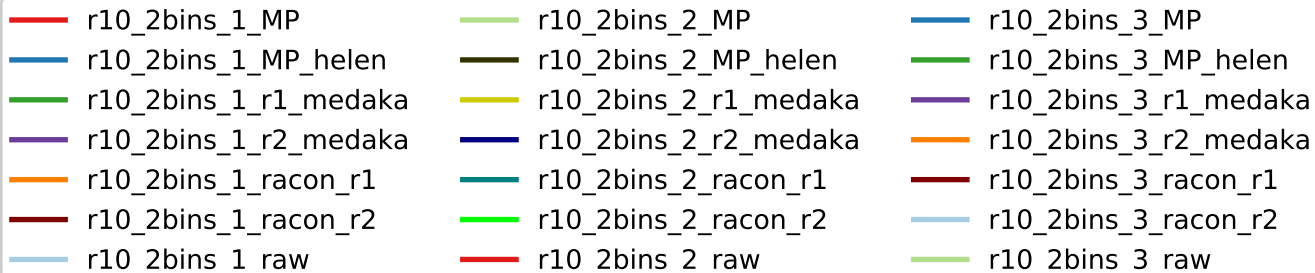 r10_2bins_1_MP
r10_2bins_1_MP_helen
r10_2bins_1_r1_medaka
r10_2bins_1_r2_medaka
r10_2bins_1_racon_r1
r10_2bins_1_racon_r2
r10_2bins_1_raw
r10_2bins_2_MP
r10_2bins_2_MP_helen
r10_2bins_2_r1_medaka
r10_2bins_2_r2_medaka
r10_2bins_2_racon_r1
r10_2bins_2_racon_r2
r10_2bins_2_raw
r10_2bins_3_MP
r10_2bins_3_MP_helen
r10_2bins_3_r1_medaka
r10_2bins_3_r2_medaka
r10_2bins_3_racon_r1
r10_2bins_3_racon_r2
r10_2bins_3_raw